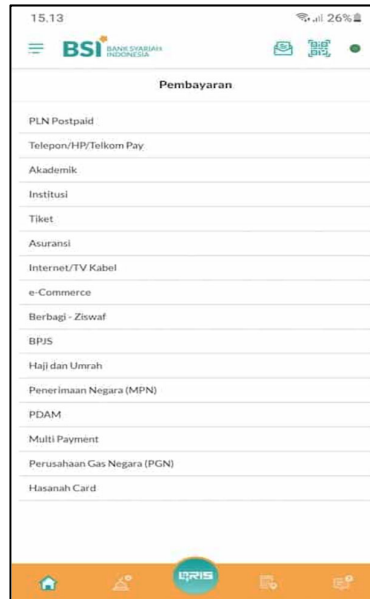 15.13
26%
BSI BANK SYARIAH
INDONESIA
Pembayaran
PLN Postpaid
Telepon/HP/Telkom Pay
Akademik
Institusi
Tiket
Asuransi
Internet/TV Kabel
e-Commerce
Berbagi - Ziswaf
BPJS
Haji dan Umrah
Penerimaan Negara (MPN)
PDAM
Multi Payment
Perusahaan Gas Negara (PGN)
Hasanah Card
QRIS